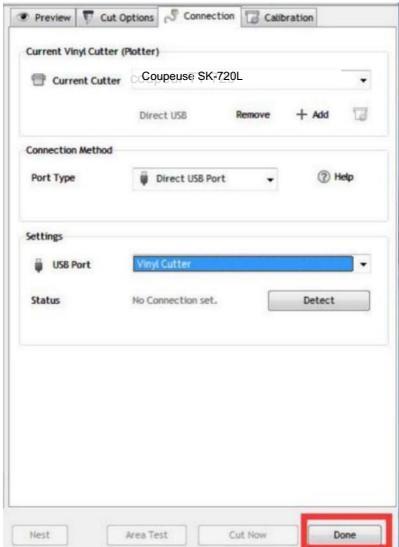 Preview Cut Options Connection Calibration
Current Vinyl Cutter (Plotter)
Current Cutter Coupeuse SK-720L
Direct USB Remove + Add
Connection Method
Port Type Direct USB Port ? Help
Settings
USB Port Vinyl Cutter
Status No Connection set. Detect
Nest Area Test Cut Now Done